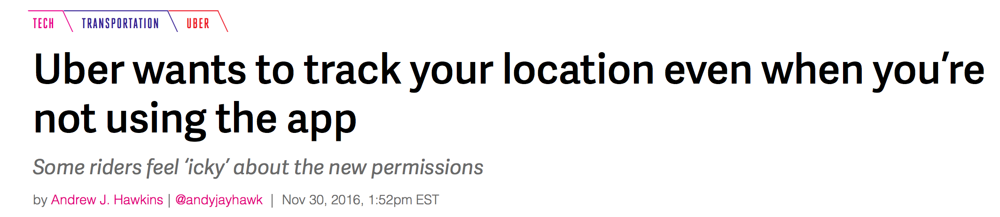 TECH TRANSPORTATION UBER
Uber wants to track your location even when you’re
not using the app
Some riders feel ‘icky’ about the new permissions
by Andrew J. Hawkins | @andyjayhawk | Nov 30, 2016, 1:52pm EST